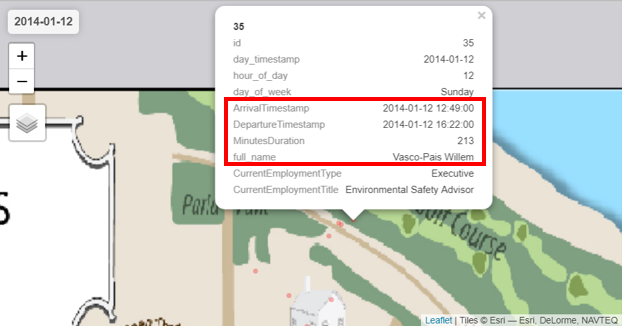 2014-01-12
+
−
×
35
id 35
day_timestamp 2014-01-12
hour_of_day 12
day_of_week Sunday
ArrivalTimestamp 2014-01-12 12:49:00
DepartureTimestamp 2014-01-12 16:22:00
MinutesDuration 213
full_name Vasco-Pais Willem
CurrentEmploymentType Executive
CurrentEmploymentTitle Environmental Safety Advisor
S
Course
Leaflet | Tiles © Esri — Esri, DeLorme, NAVTEQ